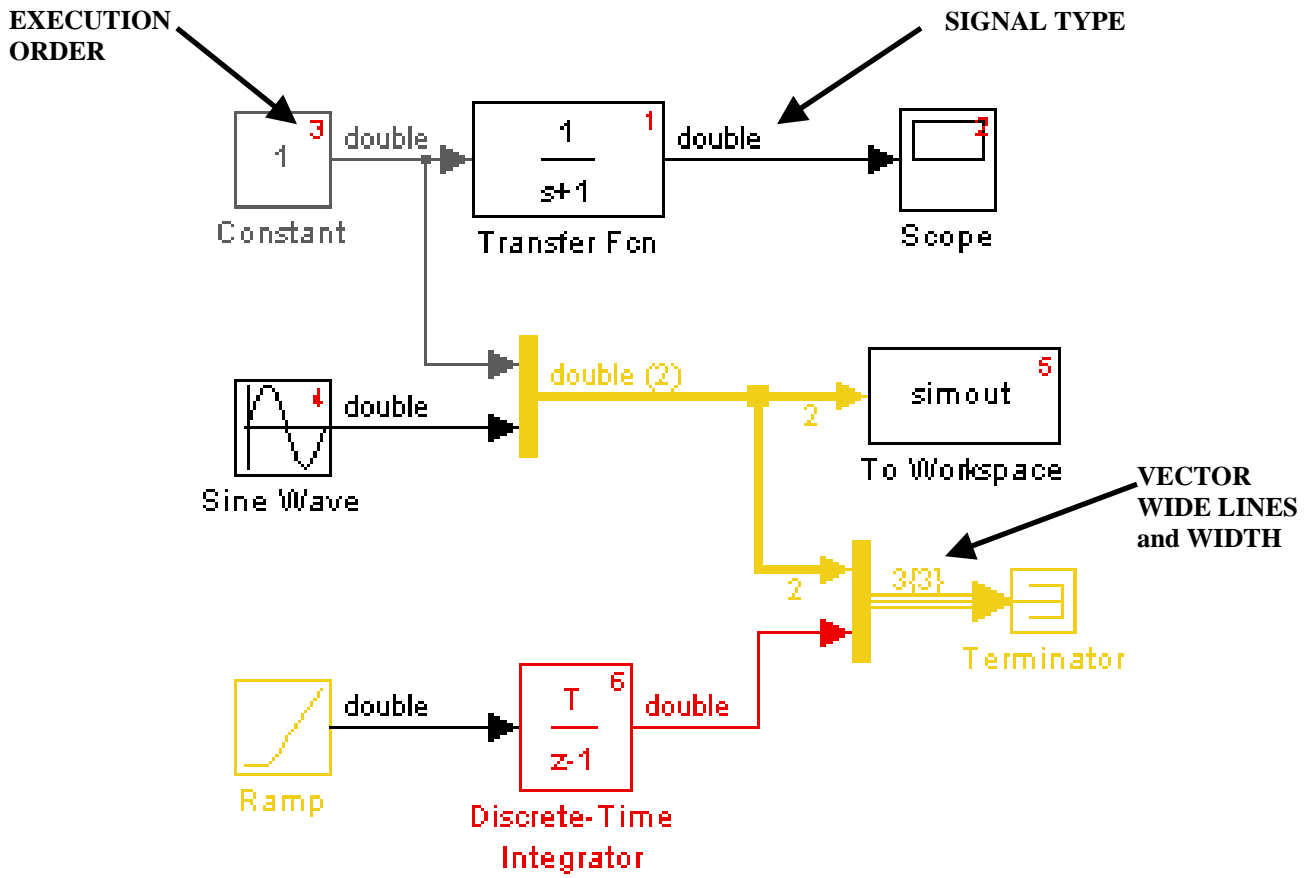 EXECUTION
ORDER
SIGNAL TYPE
3
1
double
Constant
1
1
s+1
Transfer Fcn
double
2
Scope
4
double
Sine Wave
double (2)
2
5
simout
To Workspace
VECTOR
WIDE LINES
and WIDTH
2
3{3}
Terminator
double
Ramp
6
T
z-1
double
Discrete-Time
Integrator